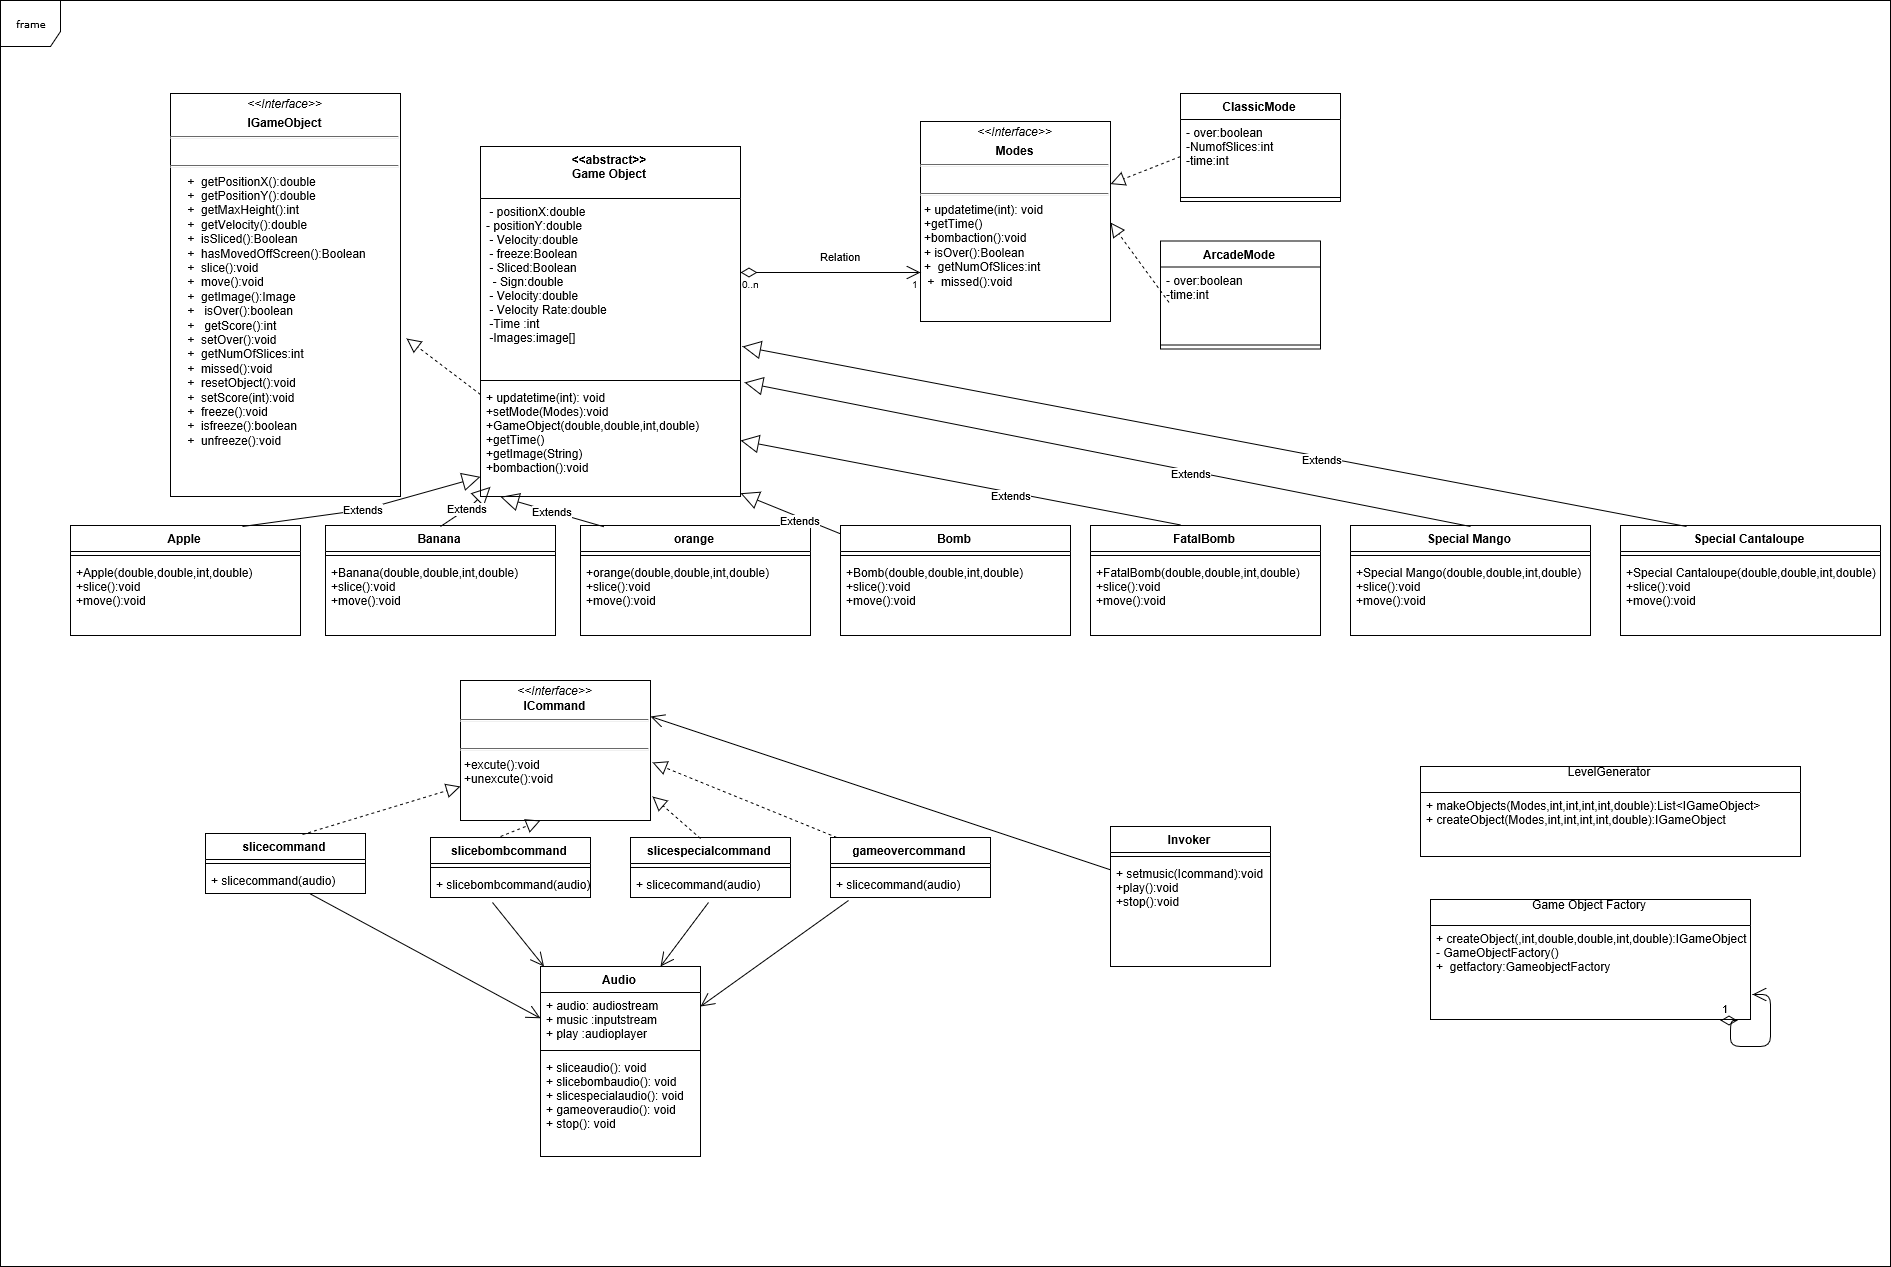 frame
<<Interface>>
IGameObject
+ getPositionX():double
+ getPositionY():double
+ getMaxHeight():int
+ getVelocity():double
+ isSliced():Boolean
+ hasMovedOffScreen():Boolean
+ slice():void
+ move():void
+ getImage():Image
+ isOver():boolean
+ getScore():int
+ setOver():void
+ getNumOfSlices:int
+ missed():void
+ resetObject():void
+ setScore(int):void
+ freeze():void
+ isfreeze():boolean
+ unfreeze():void
<<abstract>>
Game Object
- positionX:double
- positionY:double
- Velocity:double
- freeze:Boolean
- Sliced:Boolean
- Sign:double
- Velocity:double
- Velocity Rate:double
-Time :int
-Images:image[]
+ updatetime(int): void
+setMode(Modes):void
+GameObject(double,double,int,double)
+getTime()
+getImage(String)
+bombaction():void
Relation
0..n
1
<<Interface>>
Modes
+ updatetime(int): void
+getTime()
+bombaction():void
+ isOver():Boolean
+ getNumOfSlices:int
+ missed():void
ClassicMode
- over:boolean
-NumofSlices:int
-time:int
ArcadeMode
- over:boolean
-time:int
Extends
Extends
Extends
Extends
Extends
Extends
Extends
Apple
+Apple(double,double,int,double)
+slice():void
+move():void
Banana
+Banana(double,double,int,double)
+slice():void
+move():void
orange
+orange(double,double,int,double)
+slice():void
+move():void
Bomb
+Bomb(double,double,int,double)
+slice():void
+move():void
FatalBomb
+FatalBomb(double,double,int,double)
+slice():void
+move():void
Special Mango
+Special Mango(double,double,int,double)
+slice():void
+move():void
Special Cantaloupe
+Special Cantaloupe(double,double,int,double)
+slice():void
+move():void
<<Interface>>
ICommand
+excute():void
+unexcute():void
slicecommand
+ slicecommand(audio)
slicebombcommand
+ slicebombcommand(audio)
slicespecialcommand
+ slicecommand(audio)
gameovercommand
+ slicecommand(audio)
Invoker
+ setmusic(Icommand):void
+play():void
+stop():void
LevelGenerator
+ makeObjects(Modes,int,int,int,int,double):List<IGameObject>
+ createObject(Modes,int,int,int,int,double):IGameObject
Game Object Factory
+ createObject(,int,double,double,int,double):IGameObject
- GameObjectFactory()
+ getfactory:GameobjectFactory
1
Audio
+ audio: audiostream
+ music :inputstream
+ play :audioplayer
+ sliceaudio(): void
+ slicebombaudio(): void
+ slicespecialaudio(): void
+ gameoveraudio(): void
+ stop(): void